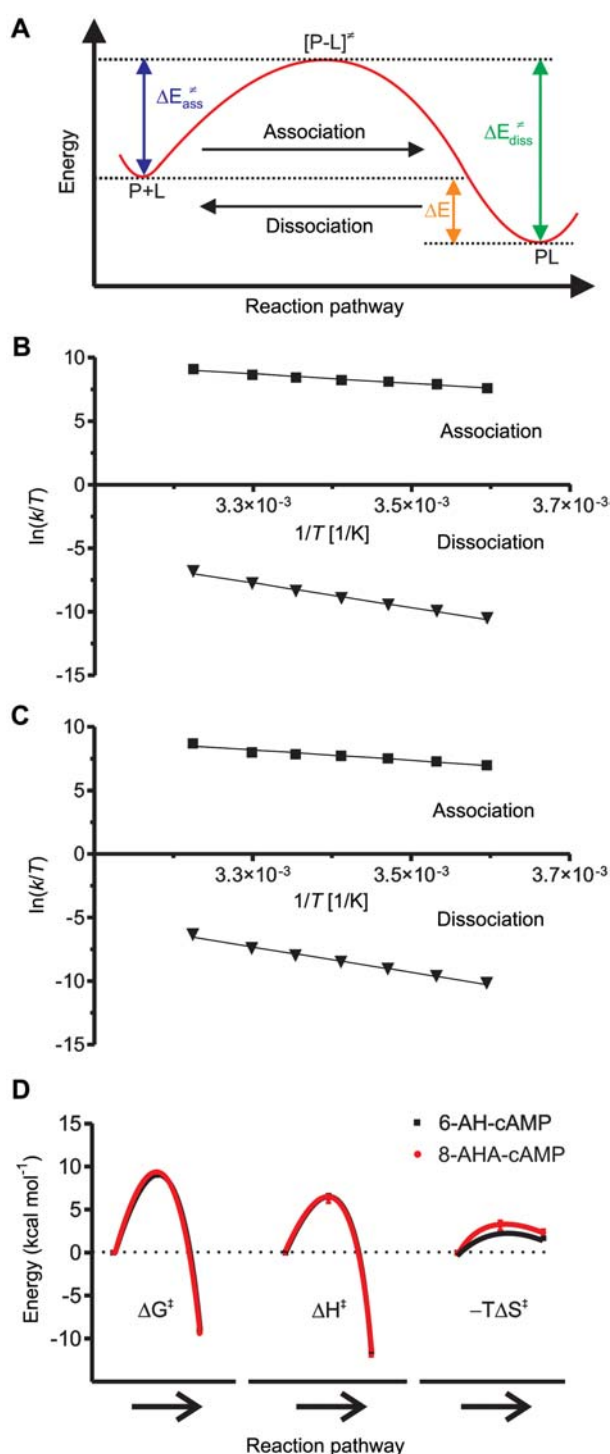 A
[P-L]≠
ΔE≠ass
ΔE≠diss
Association
Energy
P+L
ΔE
Dissociation
PL
Reaction pathway
B
10
5
Association
0
3.3×10⁻³ 3.5×10⁻³ 3.7×10⁻³
ln(k/T)
1/T [1/K]
Dissociation
-5
-10
-15
C
10
5
Association
0
3.3×10⁻³ 3.5×10⁻³ 3.7×10⁻³
ln(k/T)
1/T [1/K]
Dissociation
-5
-10
-15
D
15
6-AH-cAMP
10
8-AHA-cAMP
5
Energy (kcal mol⁻¹)
0
ΔG‡ ΔH‡ –TΔS‡
-5
-10
Reaction pathway